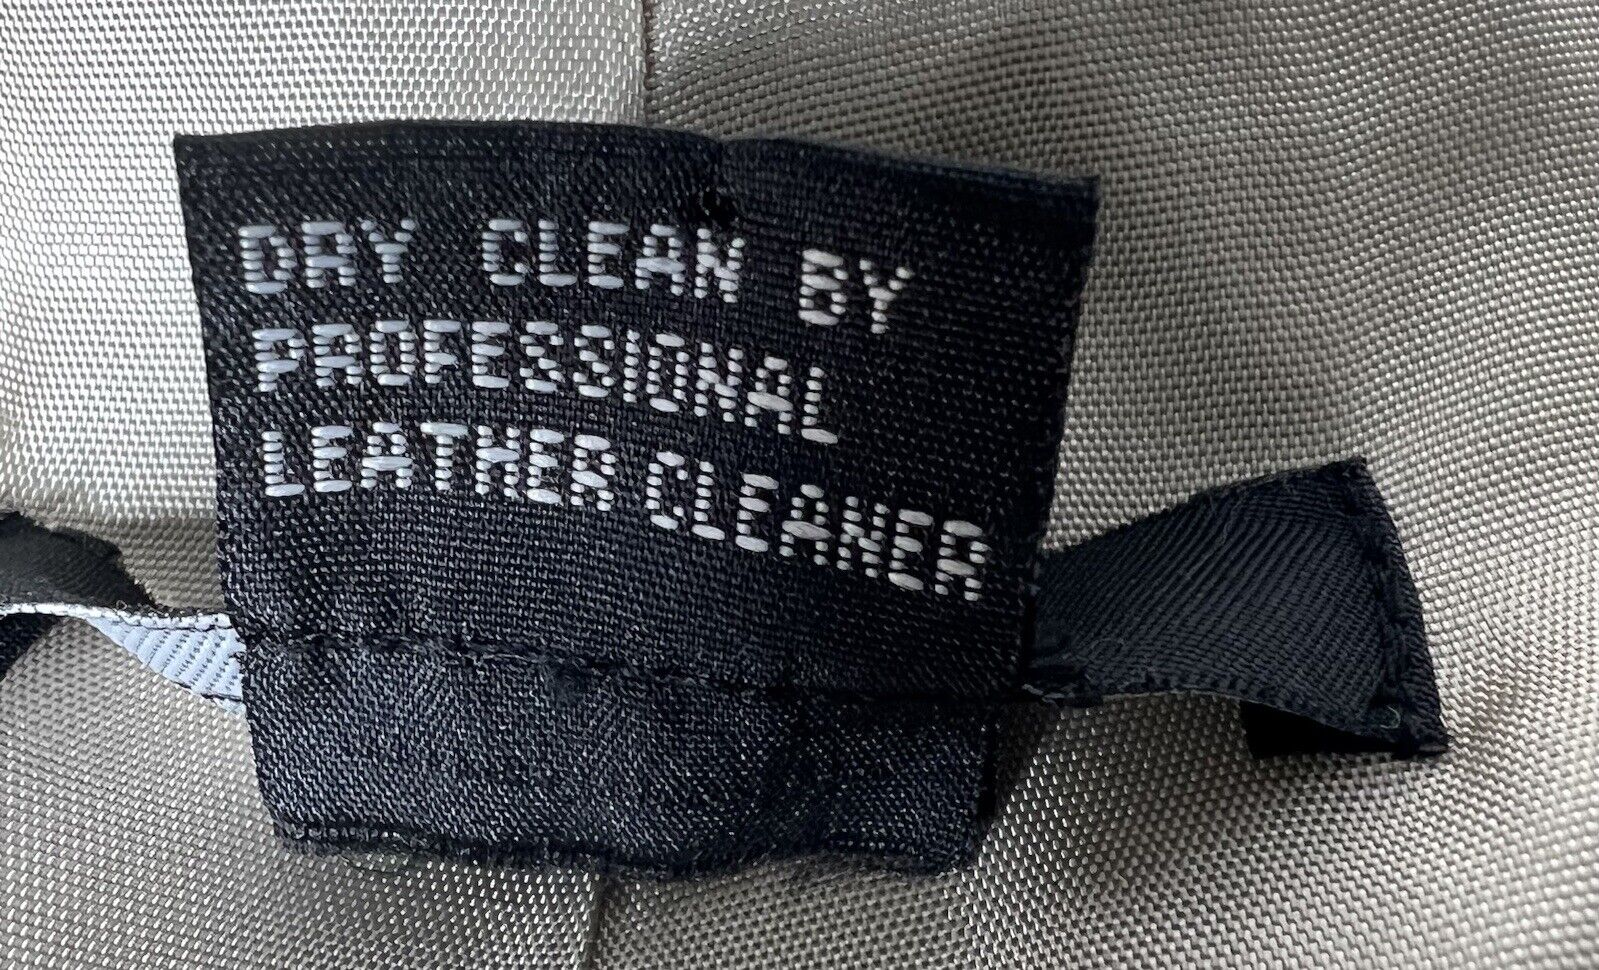 DRY CLEAN BY
PROFESSIONAL
LEATHER CLEANER